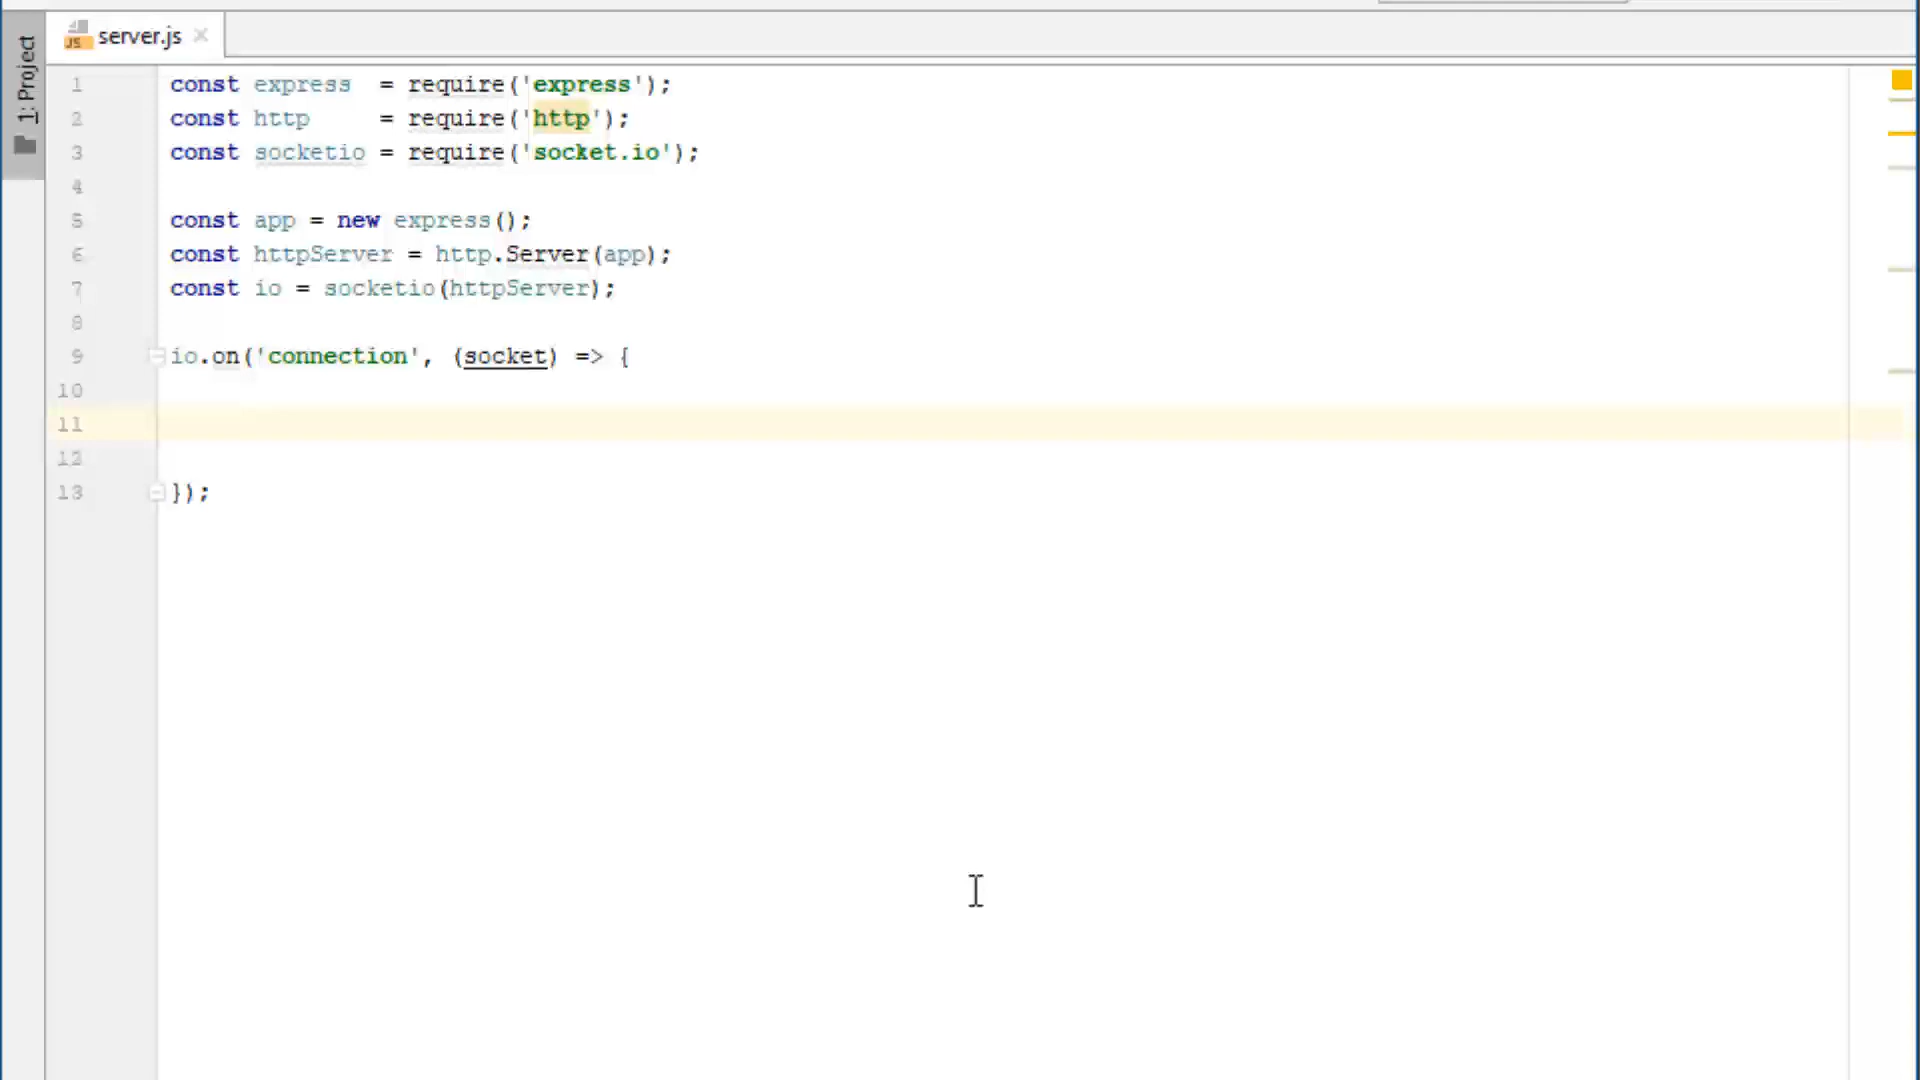 server.js
1: Project
1 const express  = require('express');
2 const http     = require('http');
3 const socketio = require('socket.io');
4
5 const app = new express();
6 const httpServer = http.Server(app);
7 const io = socketio(httpServer);
8
9 io.on('connection', (socket) => {
10
11
12
13 });